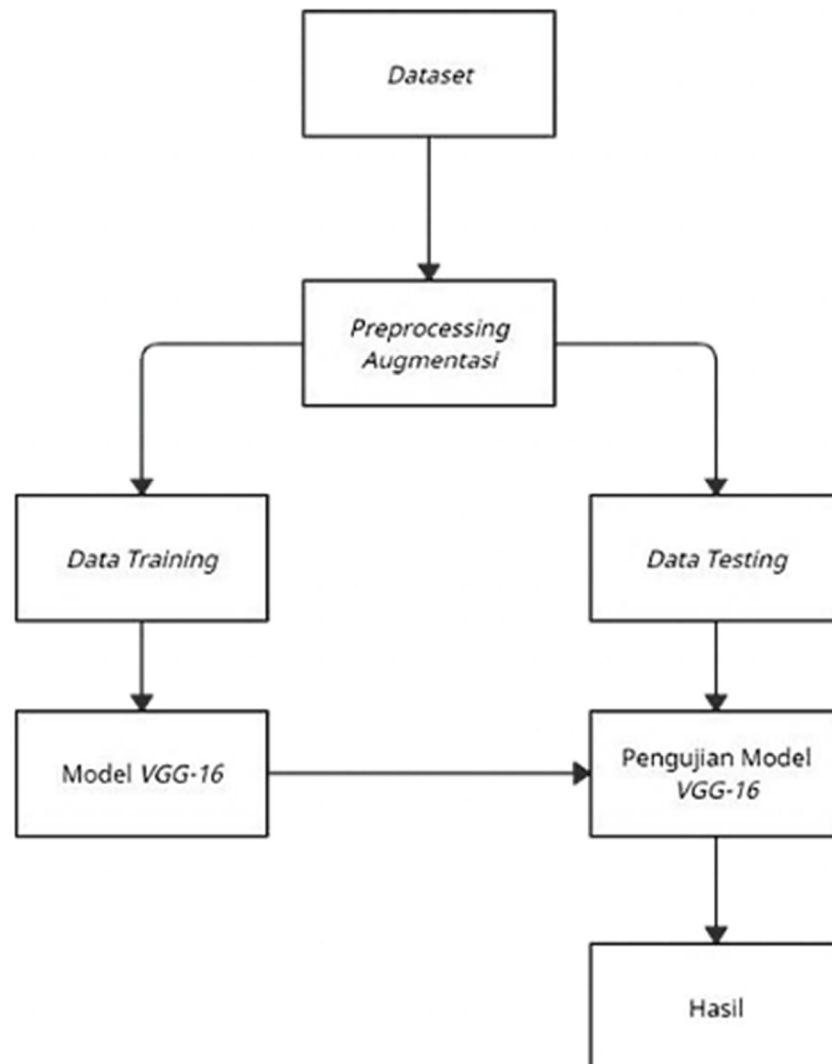 Dataset
Preprocessing
Augmentasi
Data Training
Data Testing
Model VGG-16
Pengujian Model
VGG-16
Hasil